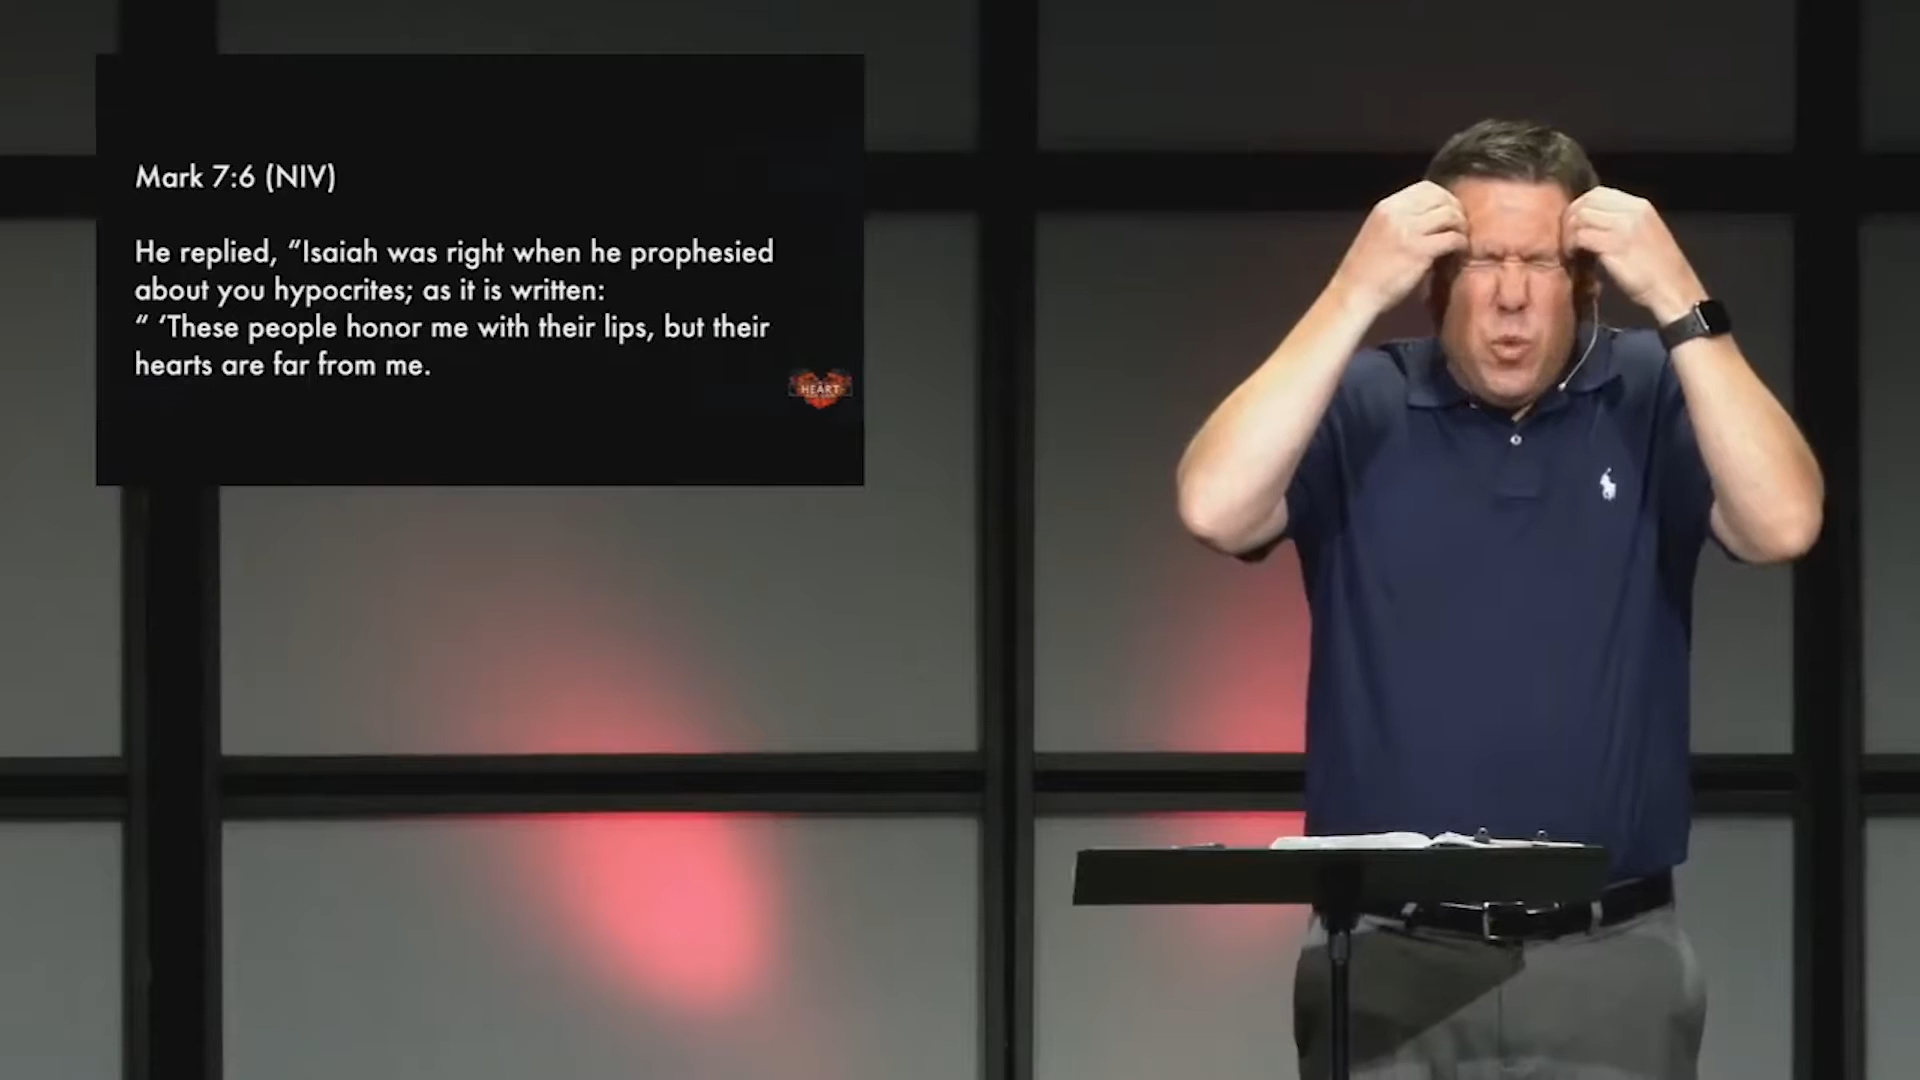 Mark 7:6 (NIV)
He replied, “Isaiah was right when he prophesied
about you hypocrites; as it is written:
“ ‘These people honor me with their lips, but their
hearts are far from me.
HEART